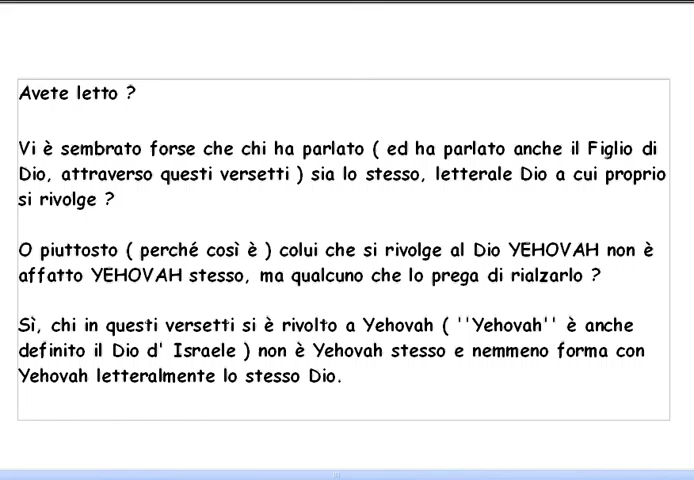 Avete letto ?
Vi è sembrato forse che chi ha parlato ( ed ha parlato anche il Figlio di
Dio, attraverso questi versetti ) sia lo stesso, letterale Dio a cui proprio
si rivolge ?
O piuttosto ( perché così è ) colui che si rivolge al Dio YEHOVAH non è
affatto YEHOVAH stesso, ma qualcuno che lo prega di rialzarlo ?
Sì, chi in questi versetti si è rivolto a Yehovah ( ''Yehovah'' è anche
definito il Dio d' Israele ) non è Yehovah stesso e nemmeno forma con
Yehovah letteralmente lo stesso Dio.